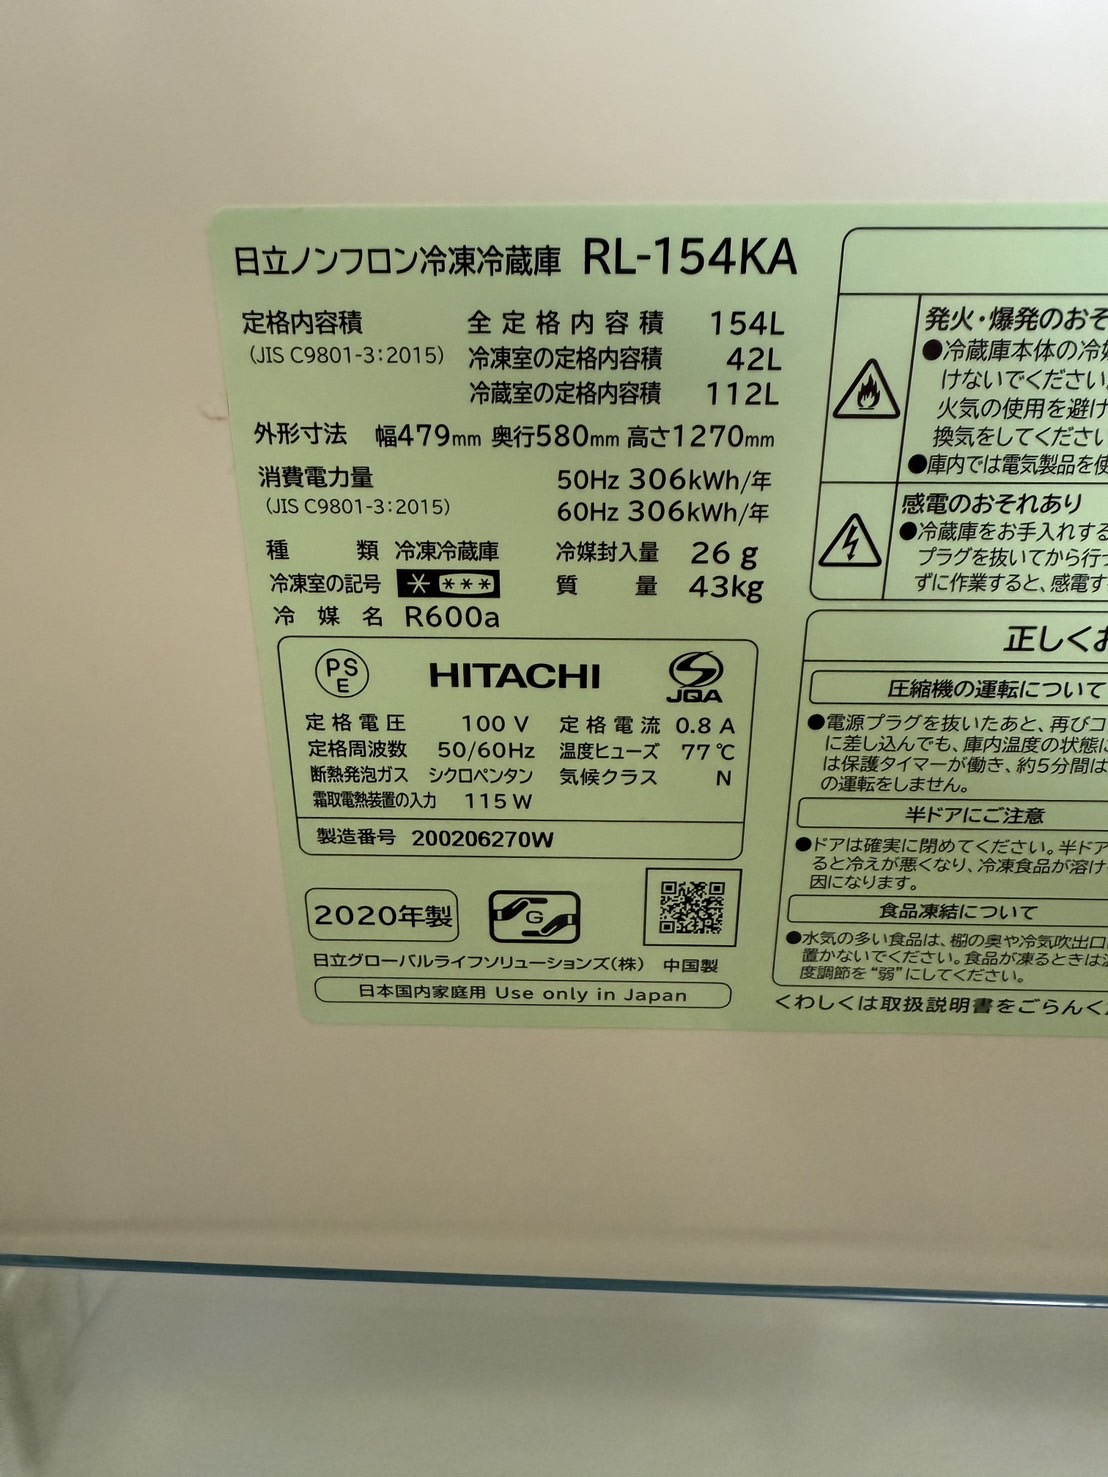 日立ノンフロン冷凍冷蔵庫 RL-154KA
定格内容積 全定格内容積 154L
(JIS C9801-3:2015) 冷凍室の定格内容積 42L
冷蔵室の定格内容積 112L
外形寸法 幅479mm 奥行580mm 高さ1270mm
消費電力量 50Hz 306kWh/年
(JIS C9801-3:2015) 60Hz 306kWh/年
種類 冷凍冷蔵庫 冷媒封入量 26g
冷凍室の記号 * *** 質量 43kg
冷媒名 R600a
PS
E
HITACHI
JQA
定格電圧 100V 定格電流 0.8A
定格周波数 50/60Hz 温度ヒューズ 77℃
断熱発泡ガス シクロペンタン 気候クラス N
霜取電熱装置の入力 115W
製造番号 200206270W
2020年製
G
日立グローバルライフソリューションズ(株) 中国製
日本国内家庭用 Use only in Japan
発火・爆発のおそ
●冷蔵庫本体の冷
けないでください。
火気の使用を避け
換気をしてください
●庫内では電気製品を使
感電のおそれあり
●冷蔵庫をお手入れする
プラグを抜いてから行っ
ずに作業すると、感電す
正しくお
圧縮機の運転について
●電源プラグを抜いたあと、再びコ
に差し込んでも、庫内温度の状態に
は保護タイマーが働き、約5分間は
の運転をしません。
半ドアにご注意
●ドアは確実に閉めてください。半ドア
ると冷えが悪くなり、冷凍食品が溶け
因になります。
食品凍結について
●水気の多い食品は、棚の奥や冷気吹出口
置かないでください。食品が凍るときは
度調節を“弱”にしてください。
くわしくは取扱説明書をごらんく